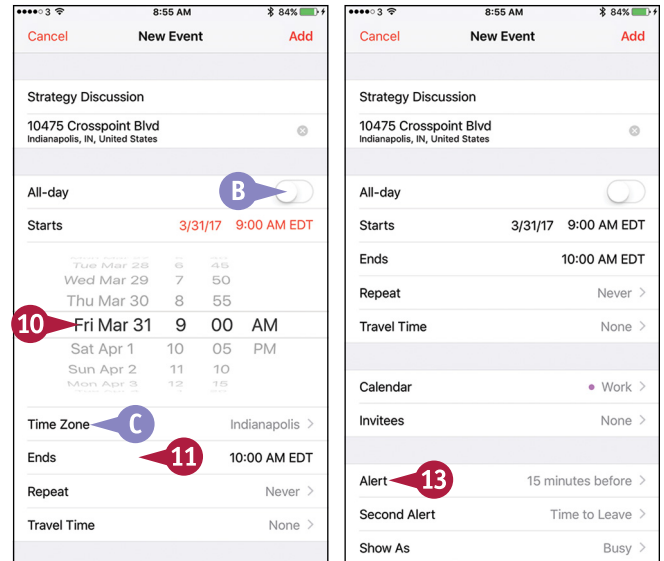 3 8:55 AM 84%
Cancel New Event Add
Strategy Discussion
10475 Crosspoint Blvd
Indianapolis, IN, United States
All-day B
Starts 3/31/17 9:00 AM EDT
Tue Mar 28 6 45
Wed Mar 29 7 50
Thu Mar 30 8 55
10 Fri Mar 31 9 00 AM
Sat Apr 1 10 05 PM
Sun Apr 2 11 10
Mon Apr 3 12 15
Time Zone C Indianapolis >
Ends 11 10:00 AM EDT
Repeat Never >
Travel Time None >
3 8:55 AM 84%
Cancel New Event Add
Strategy Discussion
10475 Crosspoint Blvd
Indianapolis, IN, United States
All-day
Starts 3/31/17 9:00 AM EDT
Ends 10:00 AM EDT
Repeat Never >
Travel Time None >
Calendar Work >
Invitees None >
Alert 13 15 minutes before >
Second Alert Time to Leave >
Show As Busy >